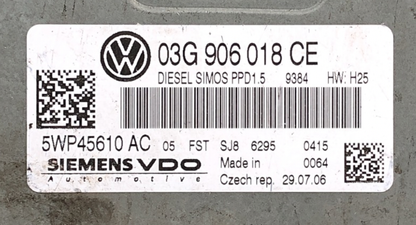 03G 906 018 CE
DIESEL SIMOS PPD1.5 9384 HW: H25
5WP45610 AC 05 FST SJ8 6295 0415
SIEMENS VDO Made in 0064
Automotive Czech rep. 29.07.06